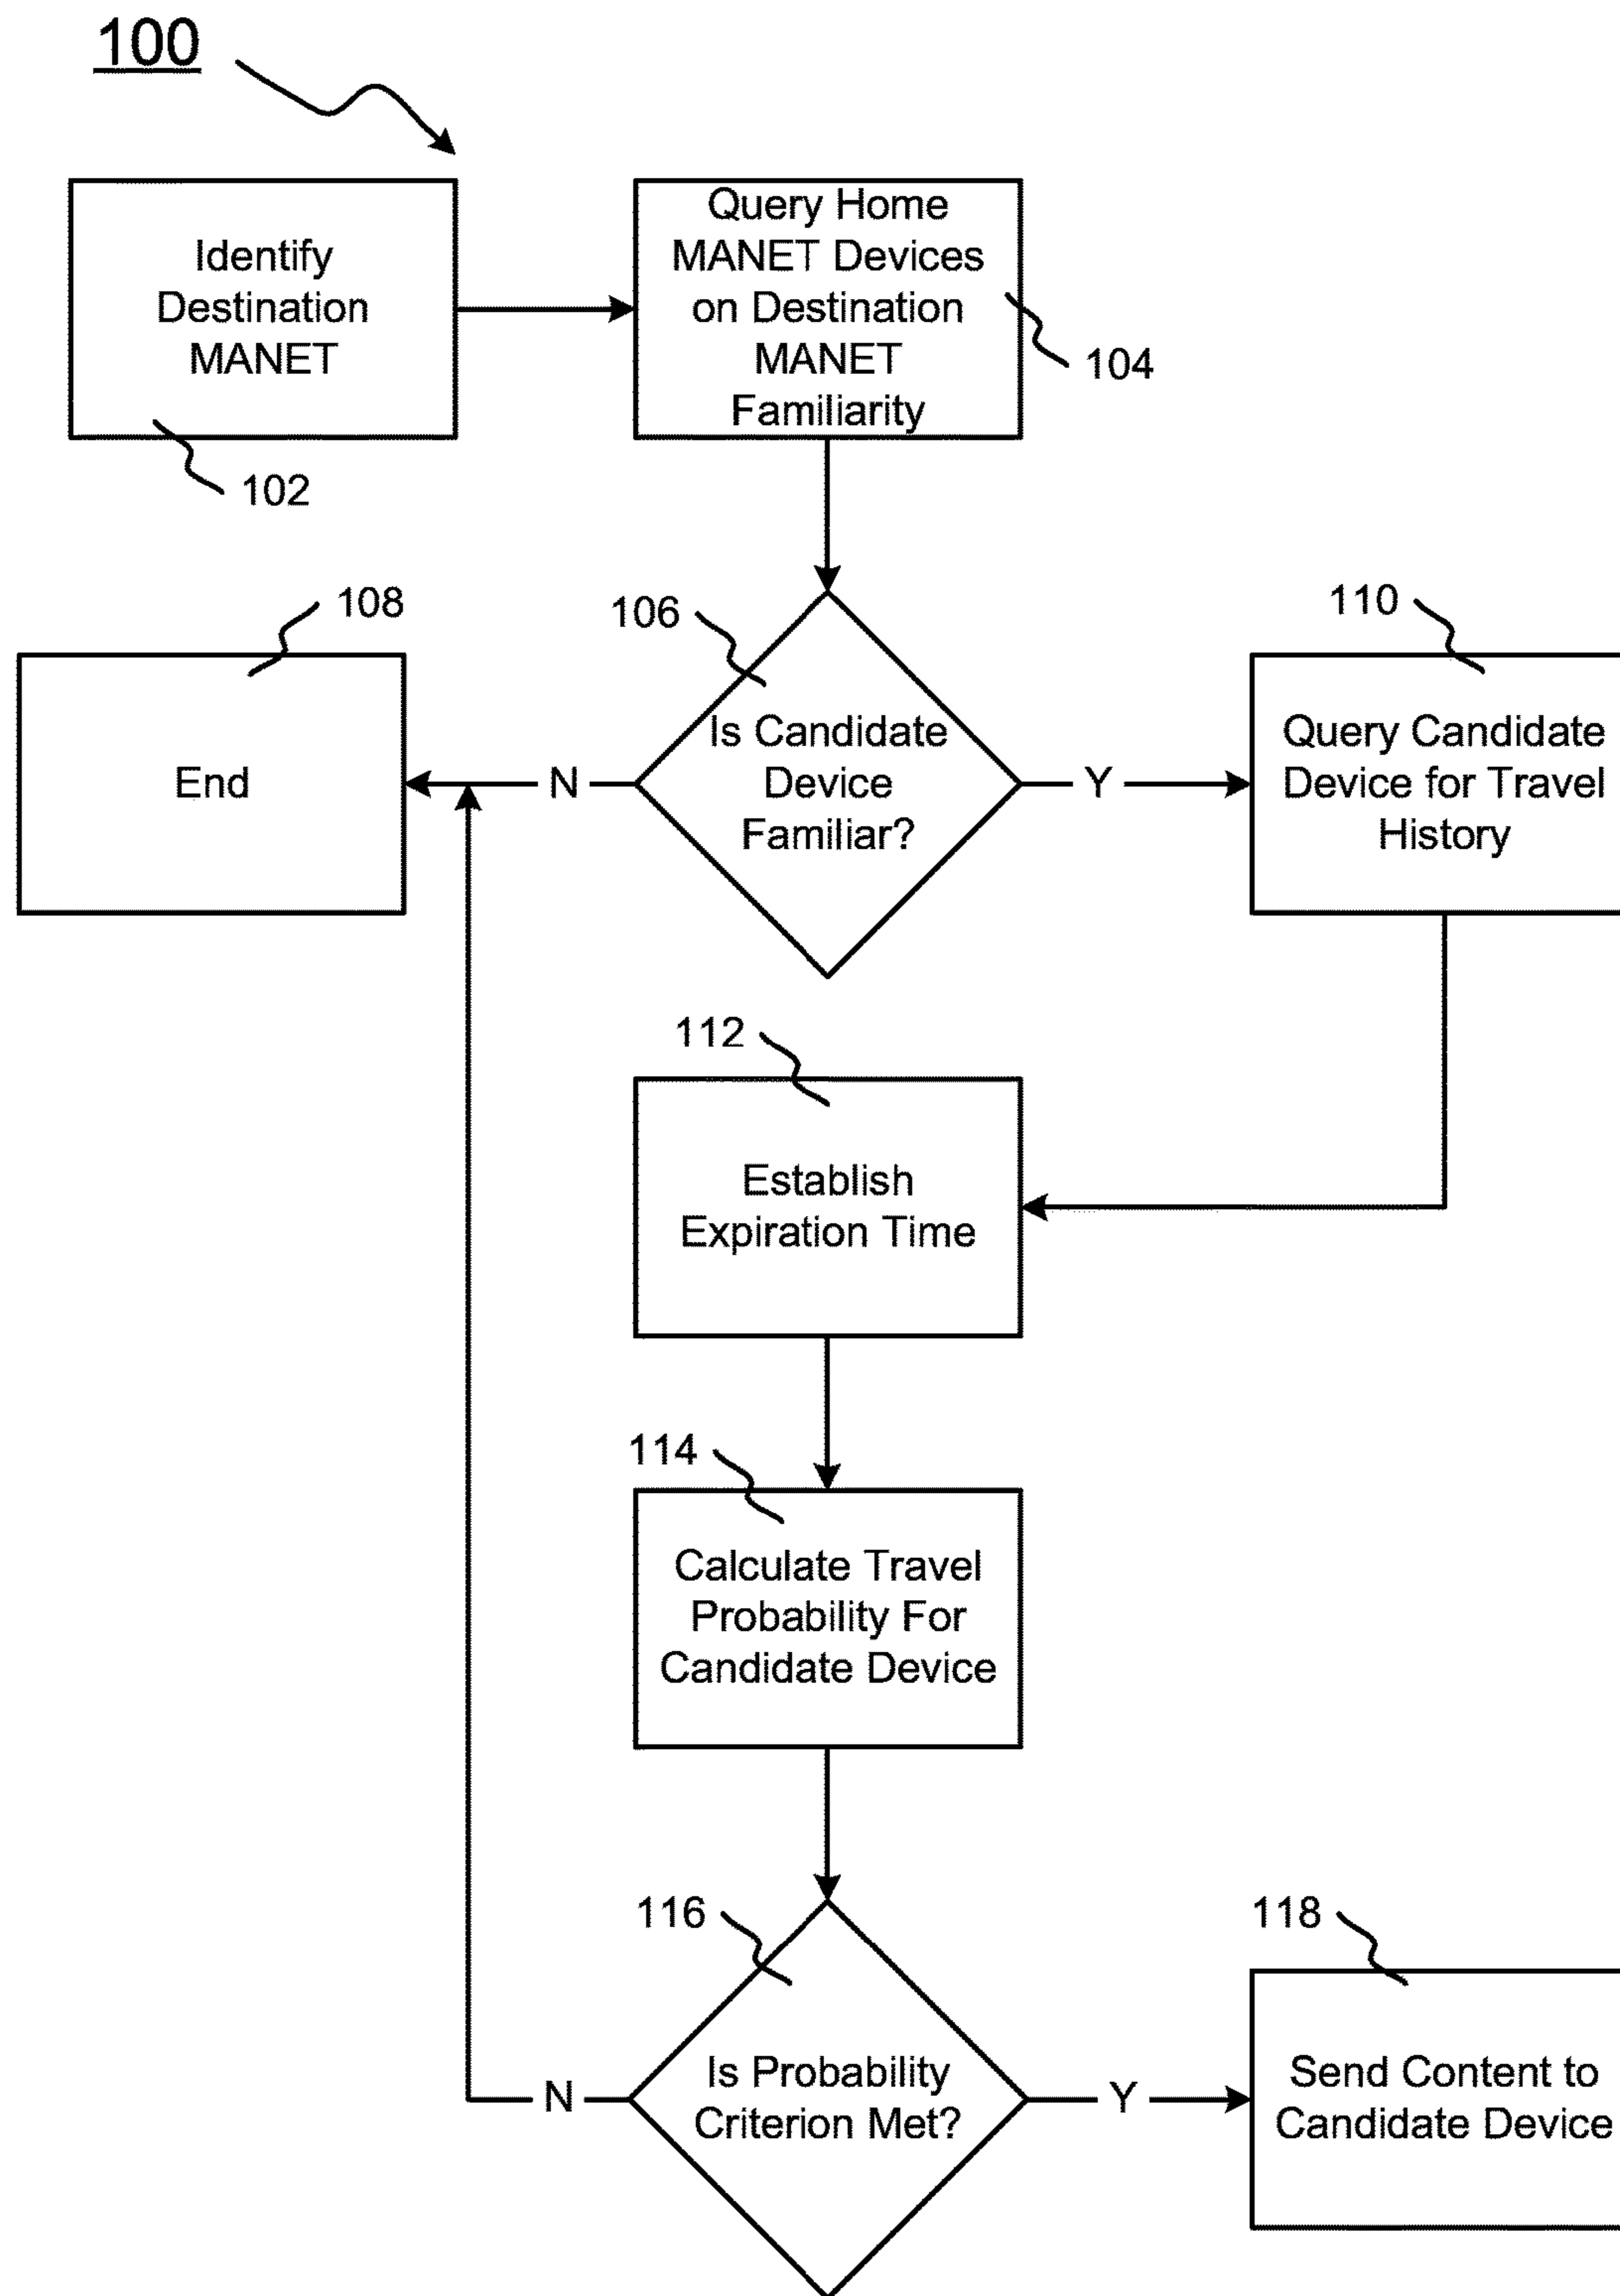 100
Identify
Destination
MANET
102
Query Home
MANET Devices
on Destination
MANET
Familiarity
104
108
End
106
Is Candidate
Device
Familiar?
N
Y
110
Query Candidate
Device for Travel
History
112
Establish
Expiration Time
114
Calculate Travel
Probability For
Candidate Device
116
Is Probability
Criterion Met?
N
Y
118
Send Content to
Candidate Device